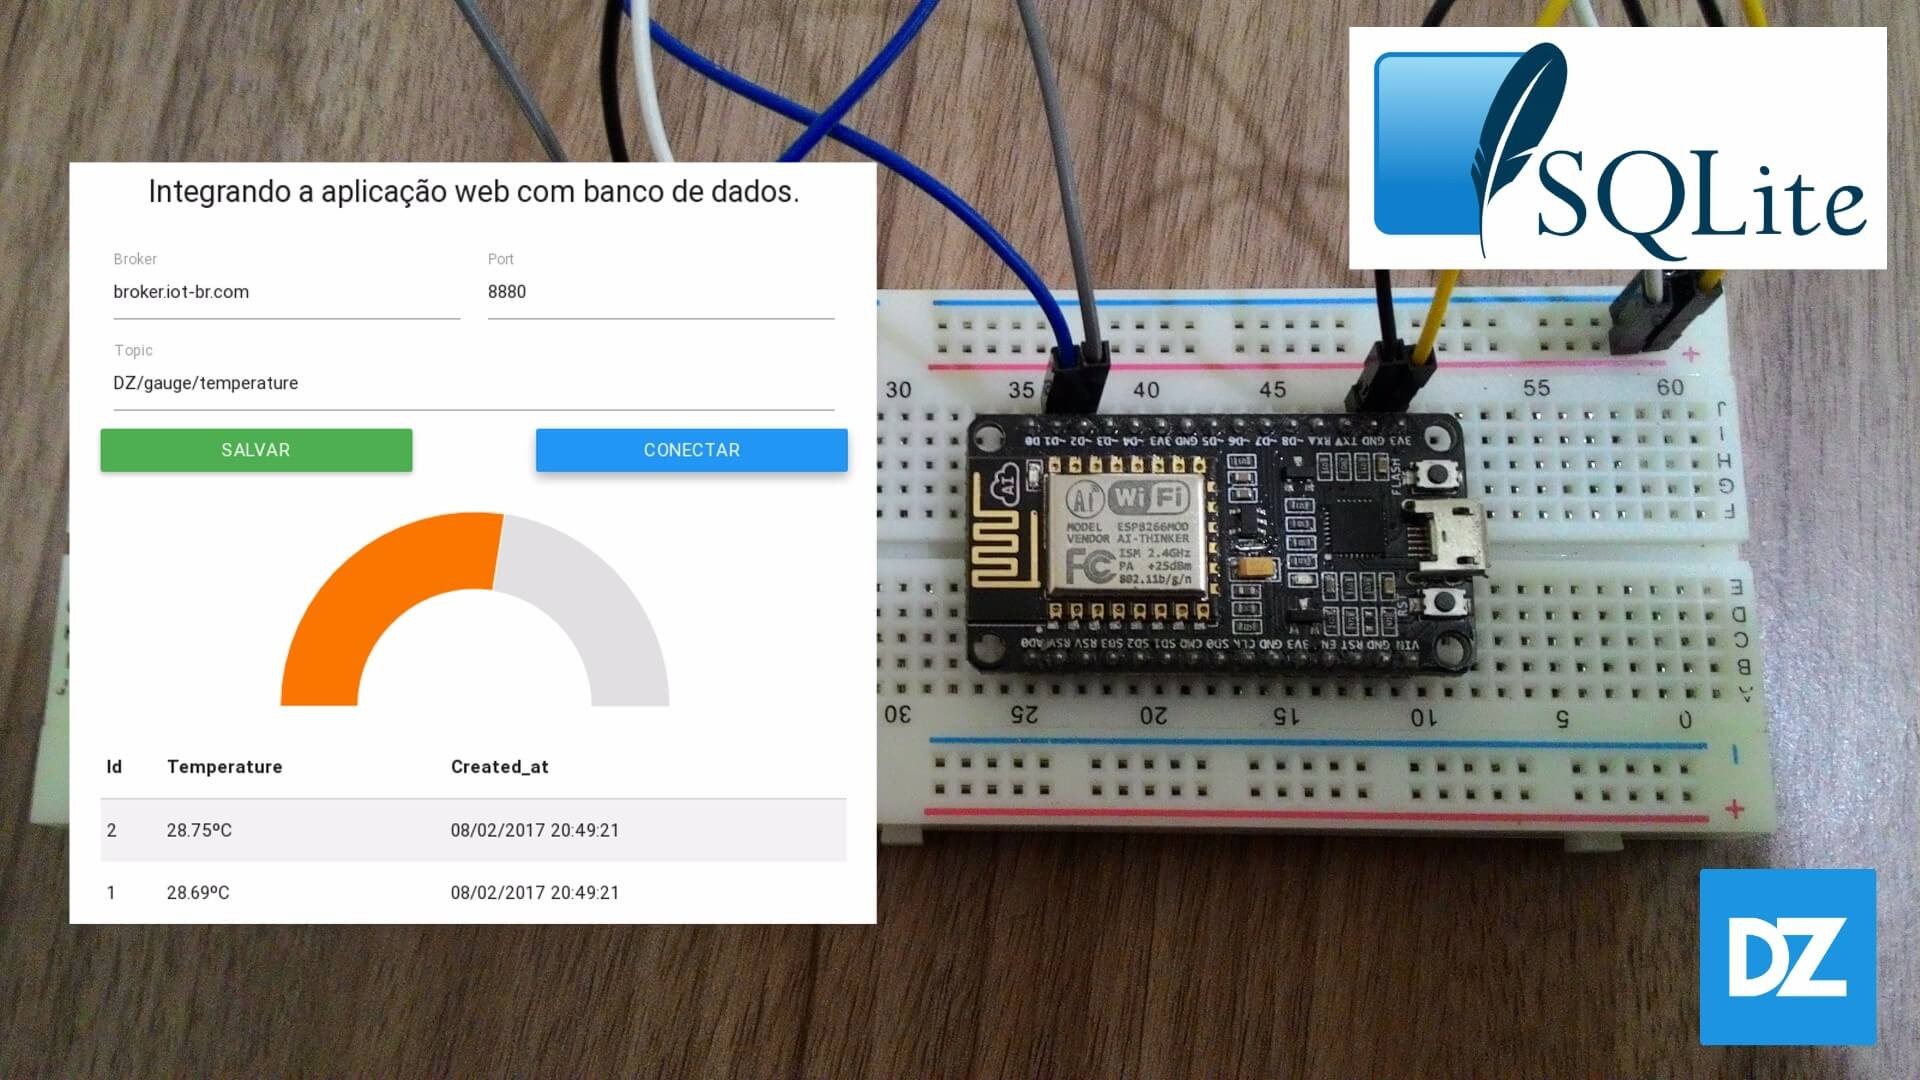 SQLite
Integrando a aplicação web com banco de dados.
Broker
Port
broker.iot-br.com
8880
Topic
DZ/gauge/temperature
SALVAR
CONECTAR
Id Temperature Created_at
2 28.75ºC 08/02/2017 20:49:21
1 28.69ºC 08/02/2017 20:49:21
+
30 35 40 45 55 60
J
I
H
G
F
3V3 GND TX RX ~D8 ~D7 ~D6 ~D5 GND 3V3 ~D4 ~D3 ~D2 ~D1 D0
FLASH
AI
Ai WiFi
MODEL ESP8266MOD
VENDOR AI-THINKER
FC ISM 2.4GHz
PA +25dBm
802.11b/g/n
VIN GND RST EN 3V3 GND CLK SD0 CMD SD1 SD2 SD3 RSV RSV AD0
E
D
C
B
A
30 25 20 15 10 5 0
+
DZ